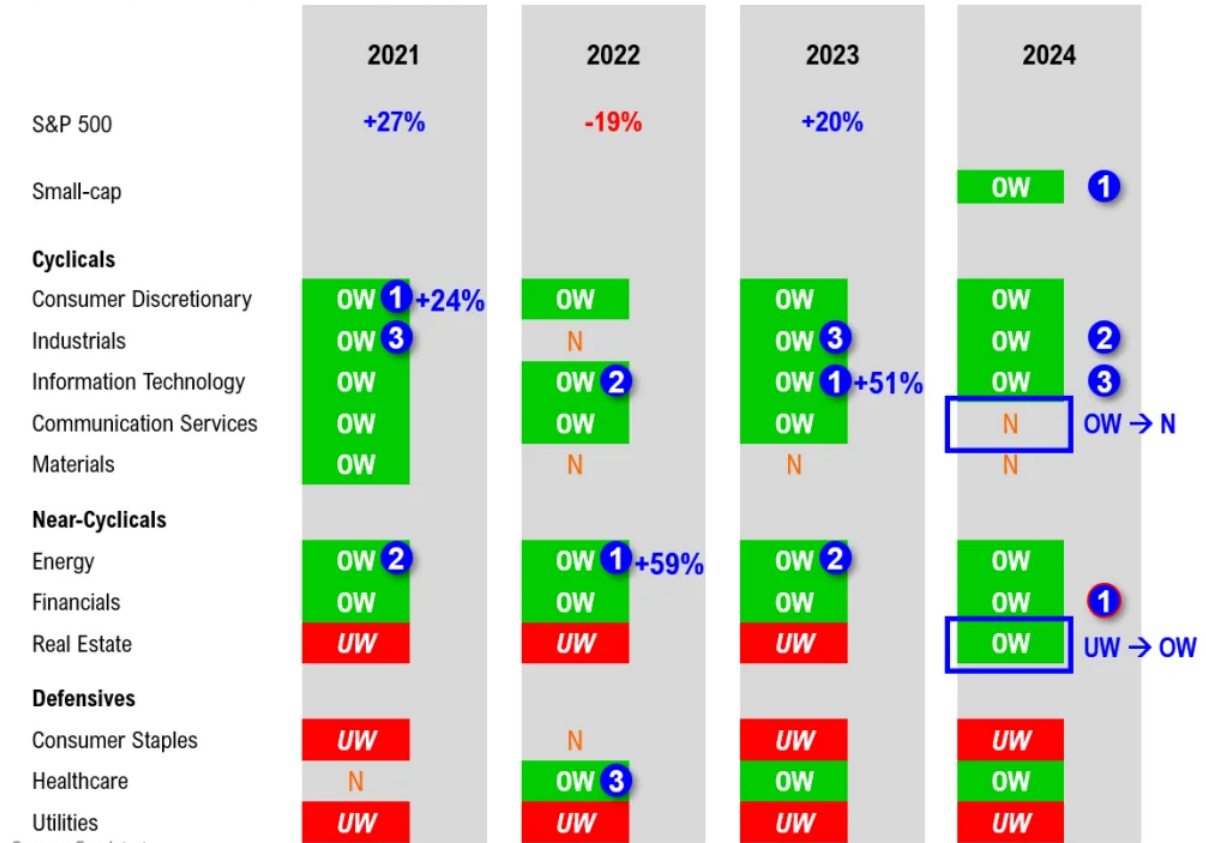 2021 2022 2023 2024
S&P 500 +27% -19% +20%
Small-cap OW 1
Cyclicals
Consumer Discretionary OW 1 +24% OW OW OW
Industrials OW 3 N OW 3 OW 2
Information Technology OW OW 2 OW 1 +51% OW 3
Communication Services OW OW OW N OW → N
Materials OW N N N
Near-Cyclicals
Energy OW 2 OW 1 +59% OW 2 OW
Financials OW OW OW OW 1
Real Estate UW UW UW OW UW → OW
Defensives
Consumer Staples UW N UW UW
Healthcare N OW 3 OW OW
Utilities UW UW UW UW